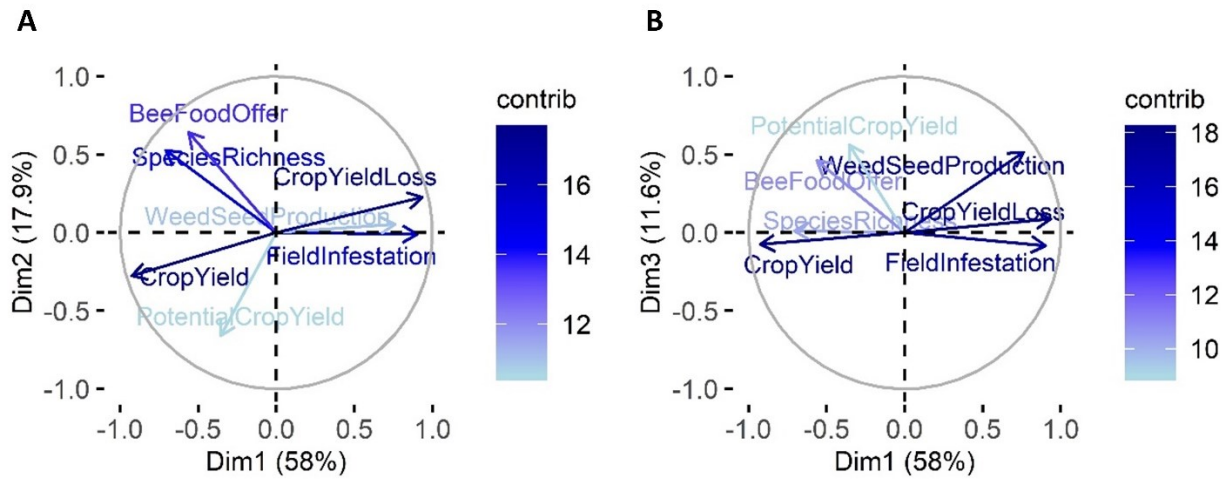 A
B
contrib
contrib
1.0
0.5
0.0
-0.5
-1.0
Dim2 (17.9%)
BeeFoodOffer
SpeciesRichness
CropYieldLoss
WeedSeedProduction
FieldInfestation
CropYield
PotentialCropYield
-1.0 -0.5 0.0 0.5 1.0
Dim1 (58%)
16
14
12
1.0
0.5
0.0
-0.5
-1.0
Dim3 (11.6%)
PotentialCropYield
WeedSeedProduction
BeeFoodOffer
CropYieldLoss
SpeciesRichness
CropYield
FieldInfestation
-1.0 -0.5 0.0 0.5 1.0
Dim1 (58%)
18
16
14
12
10